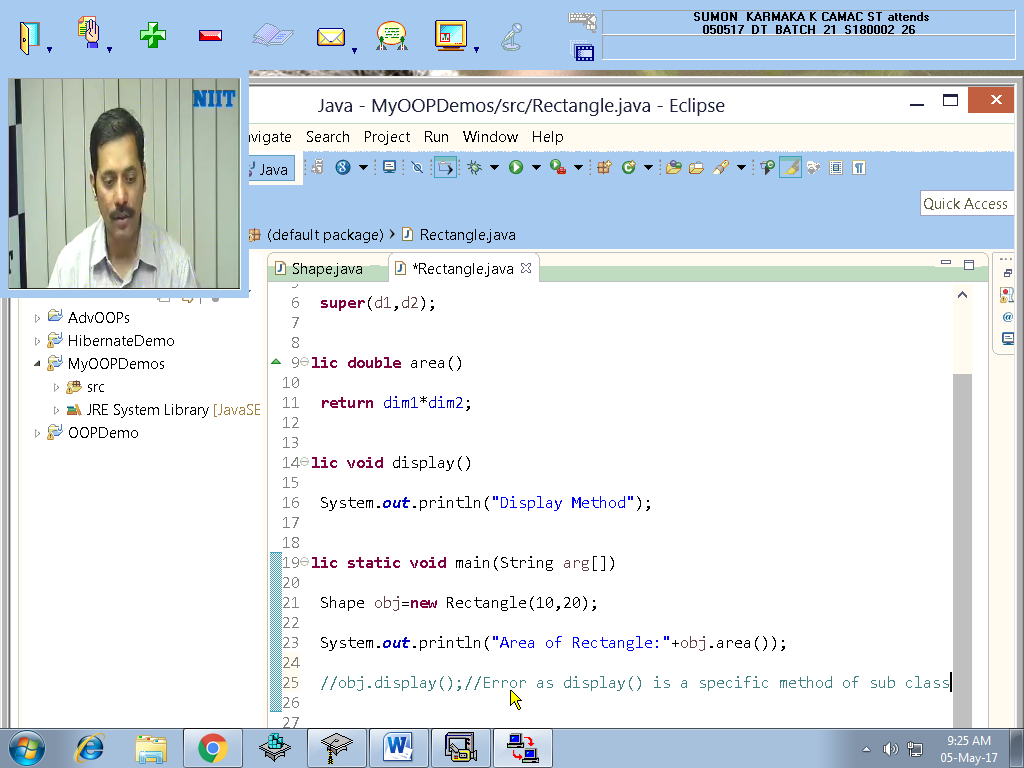 SUMON KARMAKA K CAMAC ST attends
050517 DT BATCH 21 S180002 26
NIIT
Java - MyOOPDemos/src/Rectangle.java - Eclipse
vigate Search Project Run Window Help
Java
Quick Access
(default package) Rectangle.java
Shape.java *Rectangle.java
AdvOOPs
HibernateDemo
MyOOPDemos
src
JRE System Library [JavaSE
OOPDemo
6 super(d1,d2);
7
8
9 lic double area()
10
11 return dim1*dim2;
12
13
14 lic void display()
15
16 System.out.println("Display Method");
17
18
19 lic static void main(String arg[])
20
21 Shape obj=new Rectangle(10,20);
22
23 System.out.println("Area of Rectangle:"+obj.area());
24
25 //obj.display();//Error as display() is a specific method of sub class
26
27
9:25 AM
05-May-17